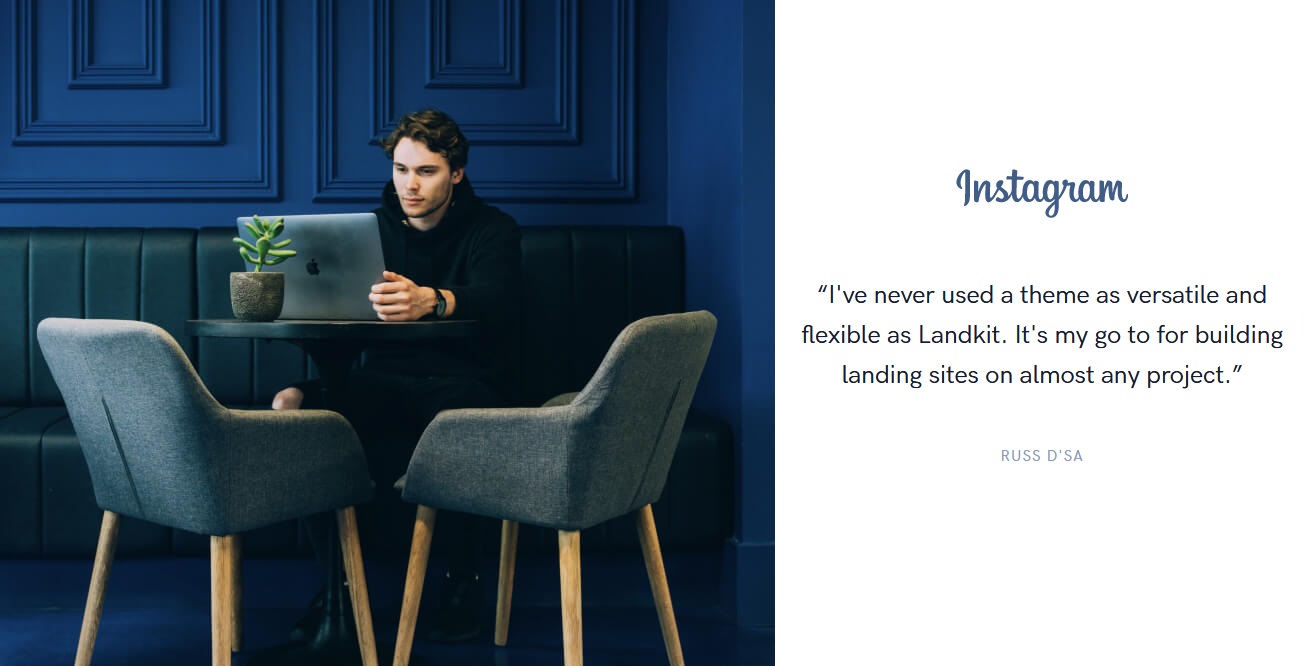 Instagram
“I've never used a theme as versatile and
flexible as Landkit. It's my go to for building
landing sites on almost any project.”
RUSS D'SA